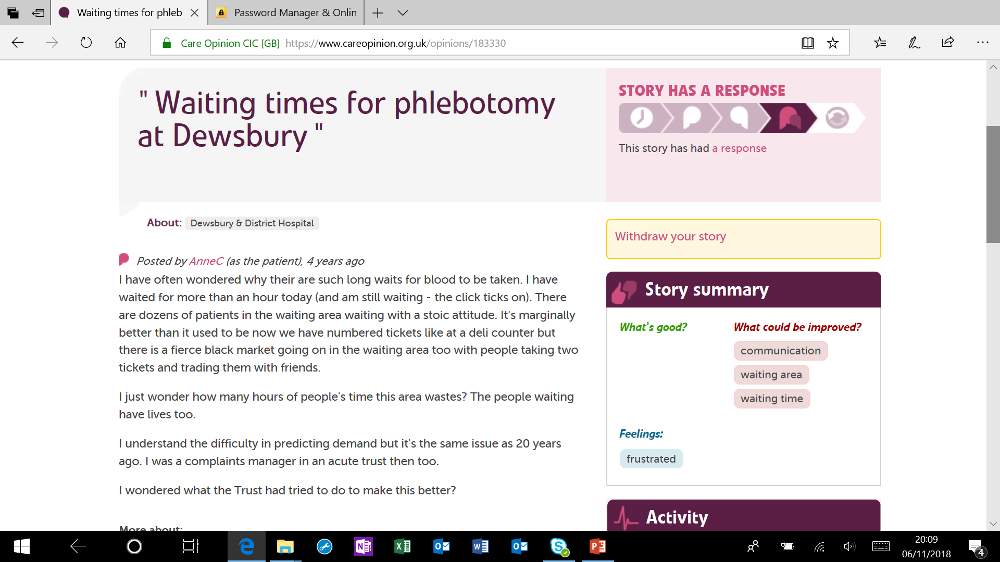 Waiting times for phleb
Password Manager & Onlin
Care Opinion CIC [GB] https://www.careopinion.org.uk/opinions/183330
" Waiting times for phlebotomy
at Dewsbury "
STORY HAS A RESPONSE
This story has had a response
About: Dewsbury & District Hospital
Withdraw your story
Posted by AnneC (as the patient), 4 years ago
I have often wondered why their are such long waits for blood to be taken. I have
waited for more than an hour today (and am still waiting - the click ticks on). There
are dozens of patients in the waiting area waiting with a stoic attitude. It's marginally
better than it used to be now we have numbered tickets like at a deli counter but
there is a fierce black market going on in the waiting area too with people taking two
tickets and trading them with friends.
I just wonder how many hours of people's time this area wastes? The people waiting
have lives too.
I understand the difficulty in predicting demand but it's the same issue as 20 years
ago. I was a complaints manager in an acute trust then too.
I wondered what the Trust had tried to do to make this better?
More about:
Story summary
What's good?
What could be improved?
communication
waiting area
waiting time
Feelings:
frustrated
Activity
20:09
06/11/2018
4